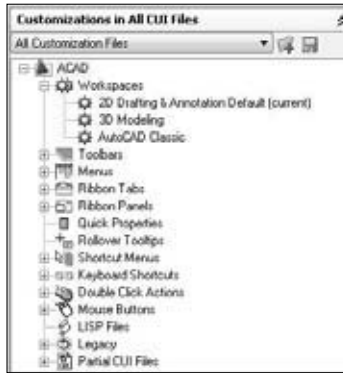 Customizations in All CUI Files
All Customization Files
ACAD
Workspaces
2D Drafting & Annotation Default (current)
3D Modeling
AutoCAD Classic
Toolbars
Menus
Ribbon Tabs
Ribbon Panels
Quick Properties
Rollover Tooltips
Shortcut Menus
Keyboard Shortcuts
Double Click Actions
Mouse Buttons
LISP Files
Legacy
Partial CUI Files